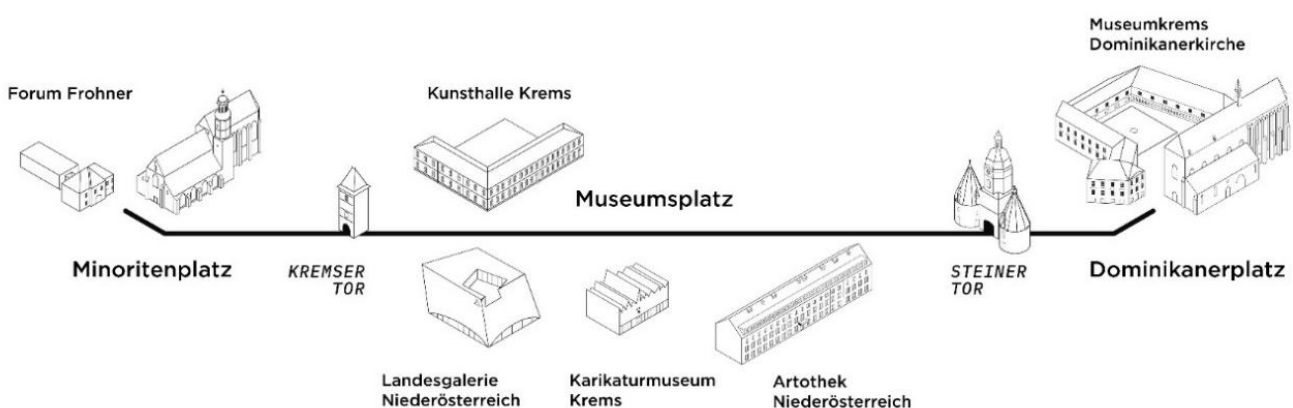 Museumkrems
Dominikanerkirche
Forum Frohner
Kunsthalle Krems
Museumsplatz
Minoritenplatz
KREMSER
TOR
STEINER
TOR
Dominikanerplatz
Landesgalerie
Niederösterreich
Karikaturmuseum
Krems
Artothek
Niederösterreich